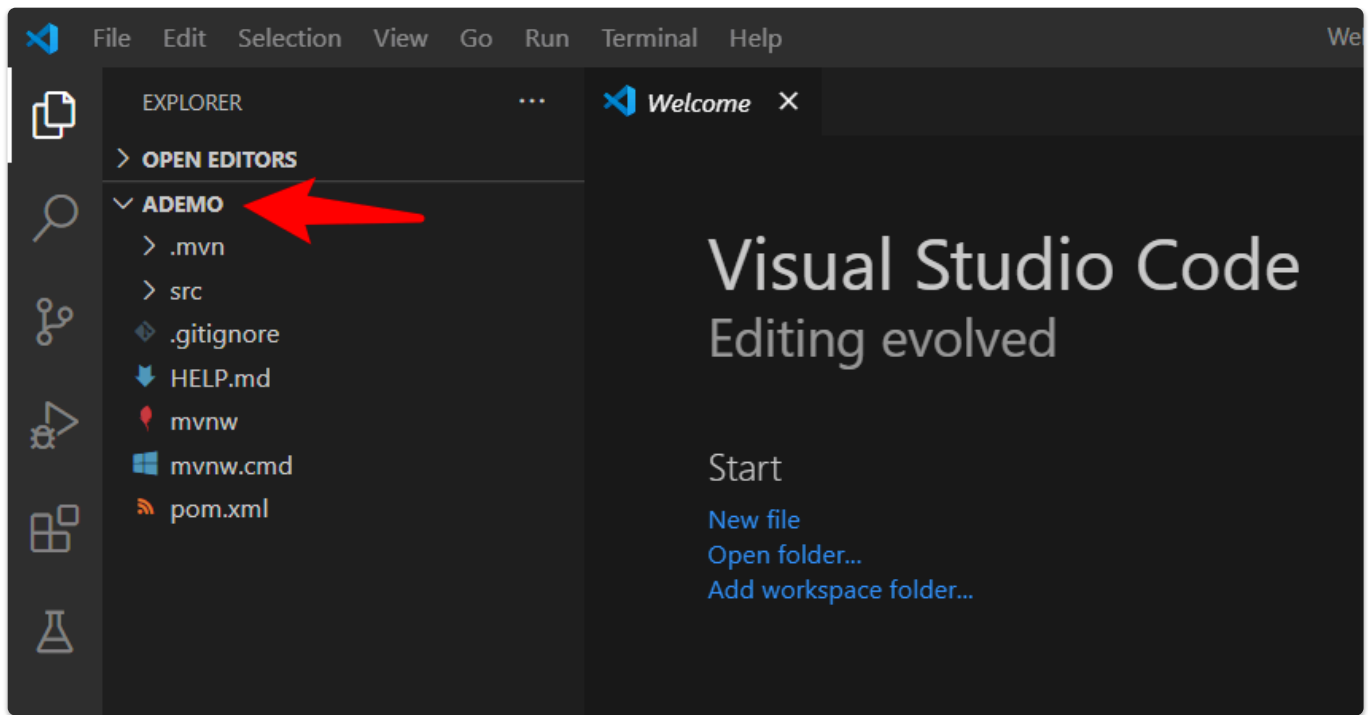 File Edit Selection View Go Run Terminal Help
EXPLORER ...
Welcome
OPEN EDITORS
ADEMO
.mvn
src
.gitignore
HELP.md
mvnw
mvnw.cmd
pom.xml
Visual Studio Code
Editing evolved
Start
New file
Open folder...
Add workspace folder...